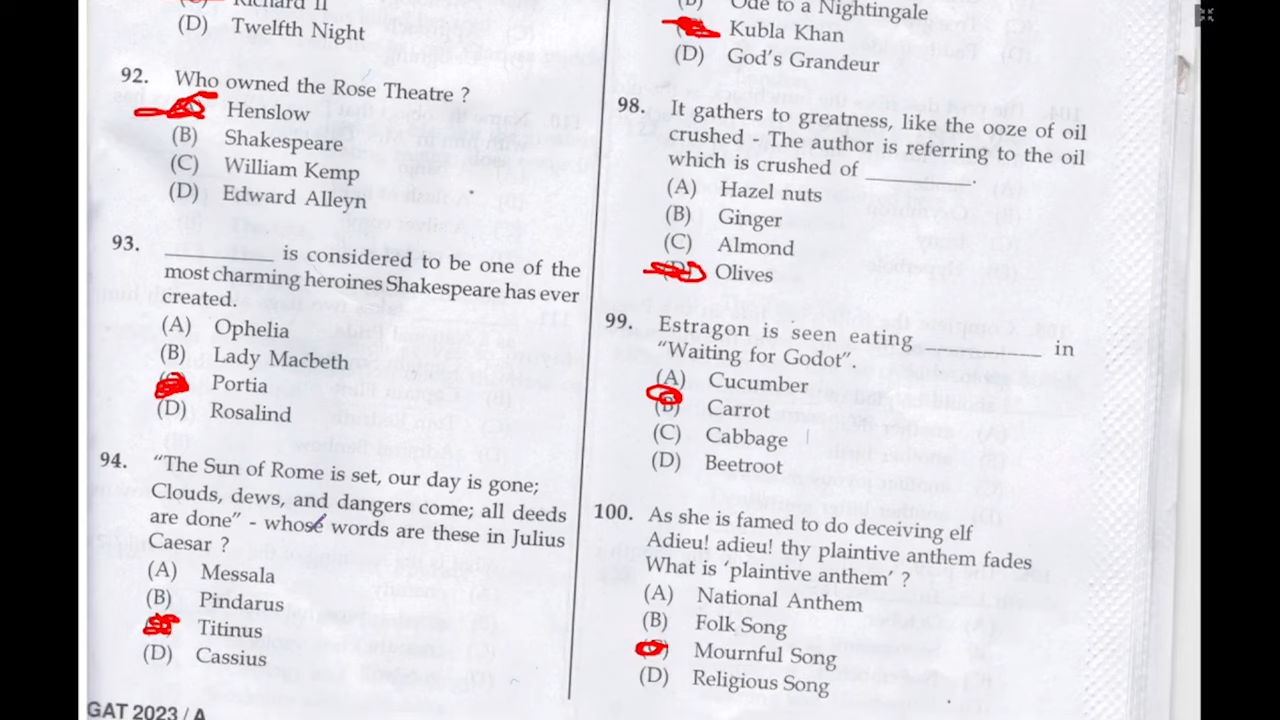 Richard II
(D) Twelfth Night
92. Who owned the Rose Theatre ?
Henslow
(B) Shakespeare
(C) William Kemp
(D) Edward Alleyn
93. __________ is considered to be one of the
most charming heroines Shakespeare has ever
created.
(A) Ophelia
(B) Lady Macbeth
Portia
(D) Rosalind
94. "The Sun of Rome is set, our day is gone;
Clouds, dews, and dangers come; all deeds
are done" - whose words are these in Julius
Caesar ?
(A) Messala
(B) Pindarus
Titinus
(D) Cassius
GAT 2023 / A
(B) Ode to a Nightingale
Kubla Khan
(D) God's Grandeur
98. It gathers to greatness, like the ooze of oil
crushed - The author is referring to the oil
which is crushed of __________.
(A) Hazel nuts
(B) Ginger
(C) Almond
(D) Olives
99. Estragon is seen eating __________ in
"Waiting for Godot".
(A) Cucumber
(B) Carrot
(C) Cabbage
(D) Beetroot
100. As she is famed to do deceiving elf
Adieu! adieu! thy plaintive anthem fades
What is 'plaintive anthem' ?
(A) National Anthem
(B) Folk Song
Mournful Song
(D) Religious Song